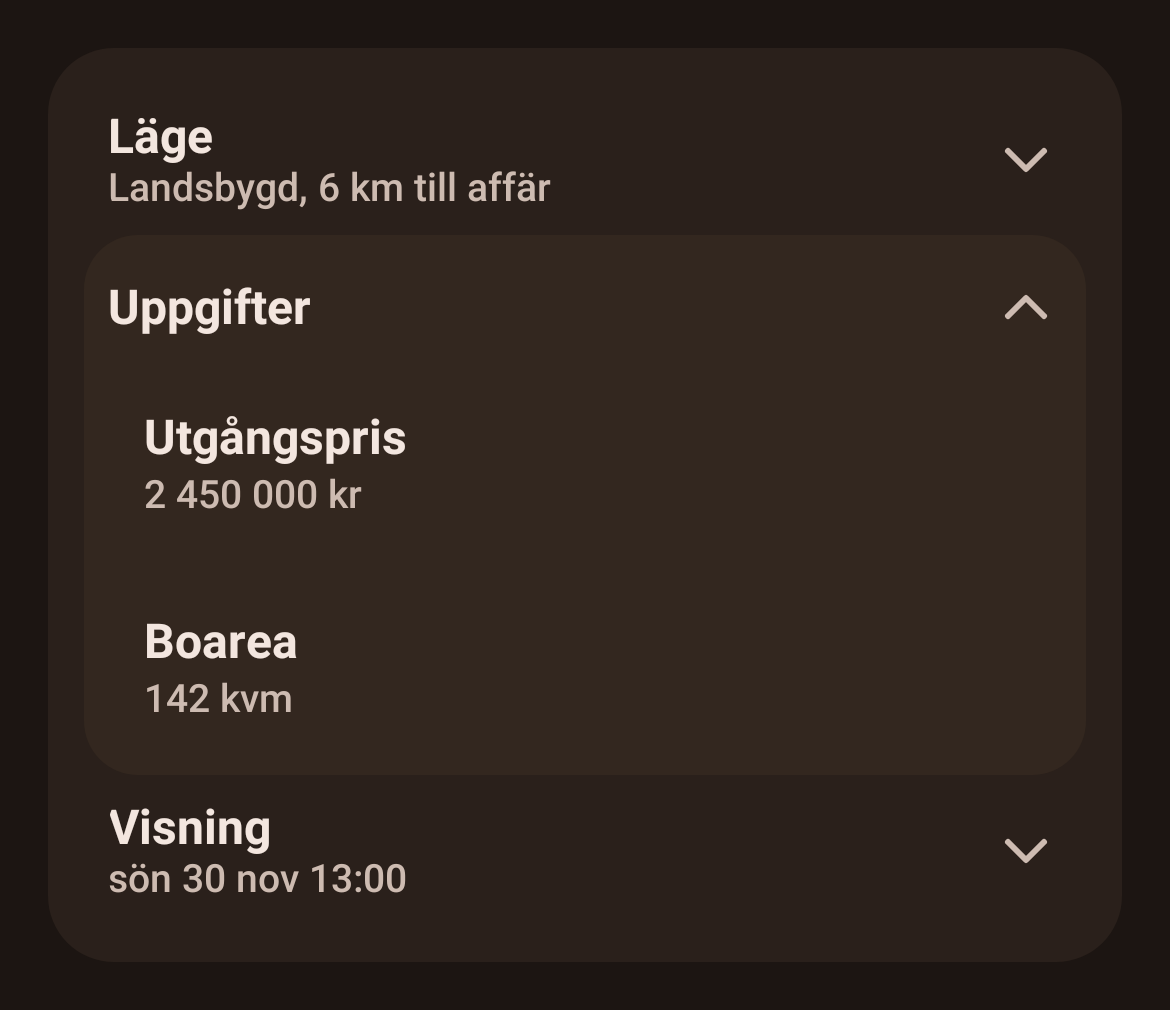 Läge
Landsbygd, 6 km till affär
Uppgifter
Utgångspris
2 450 000 kr
Boarea
142 kvm
Visning
sön 30 nov 13:00